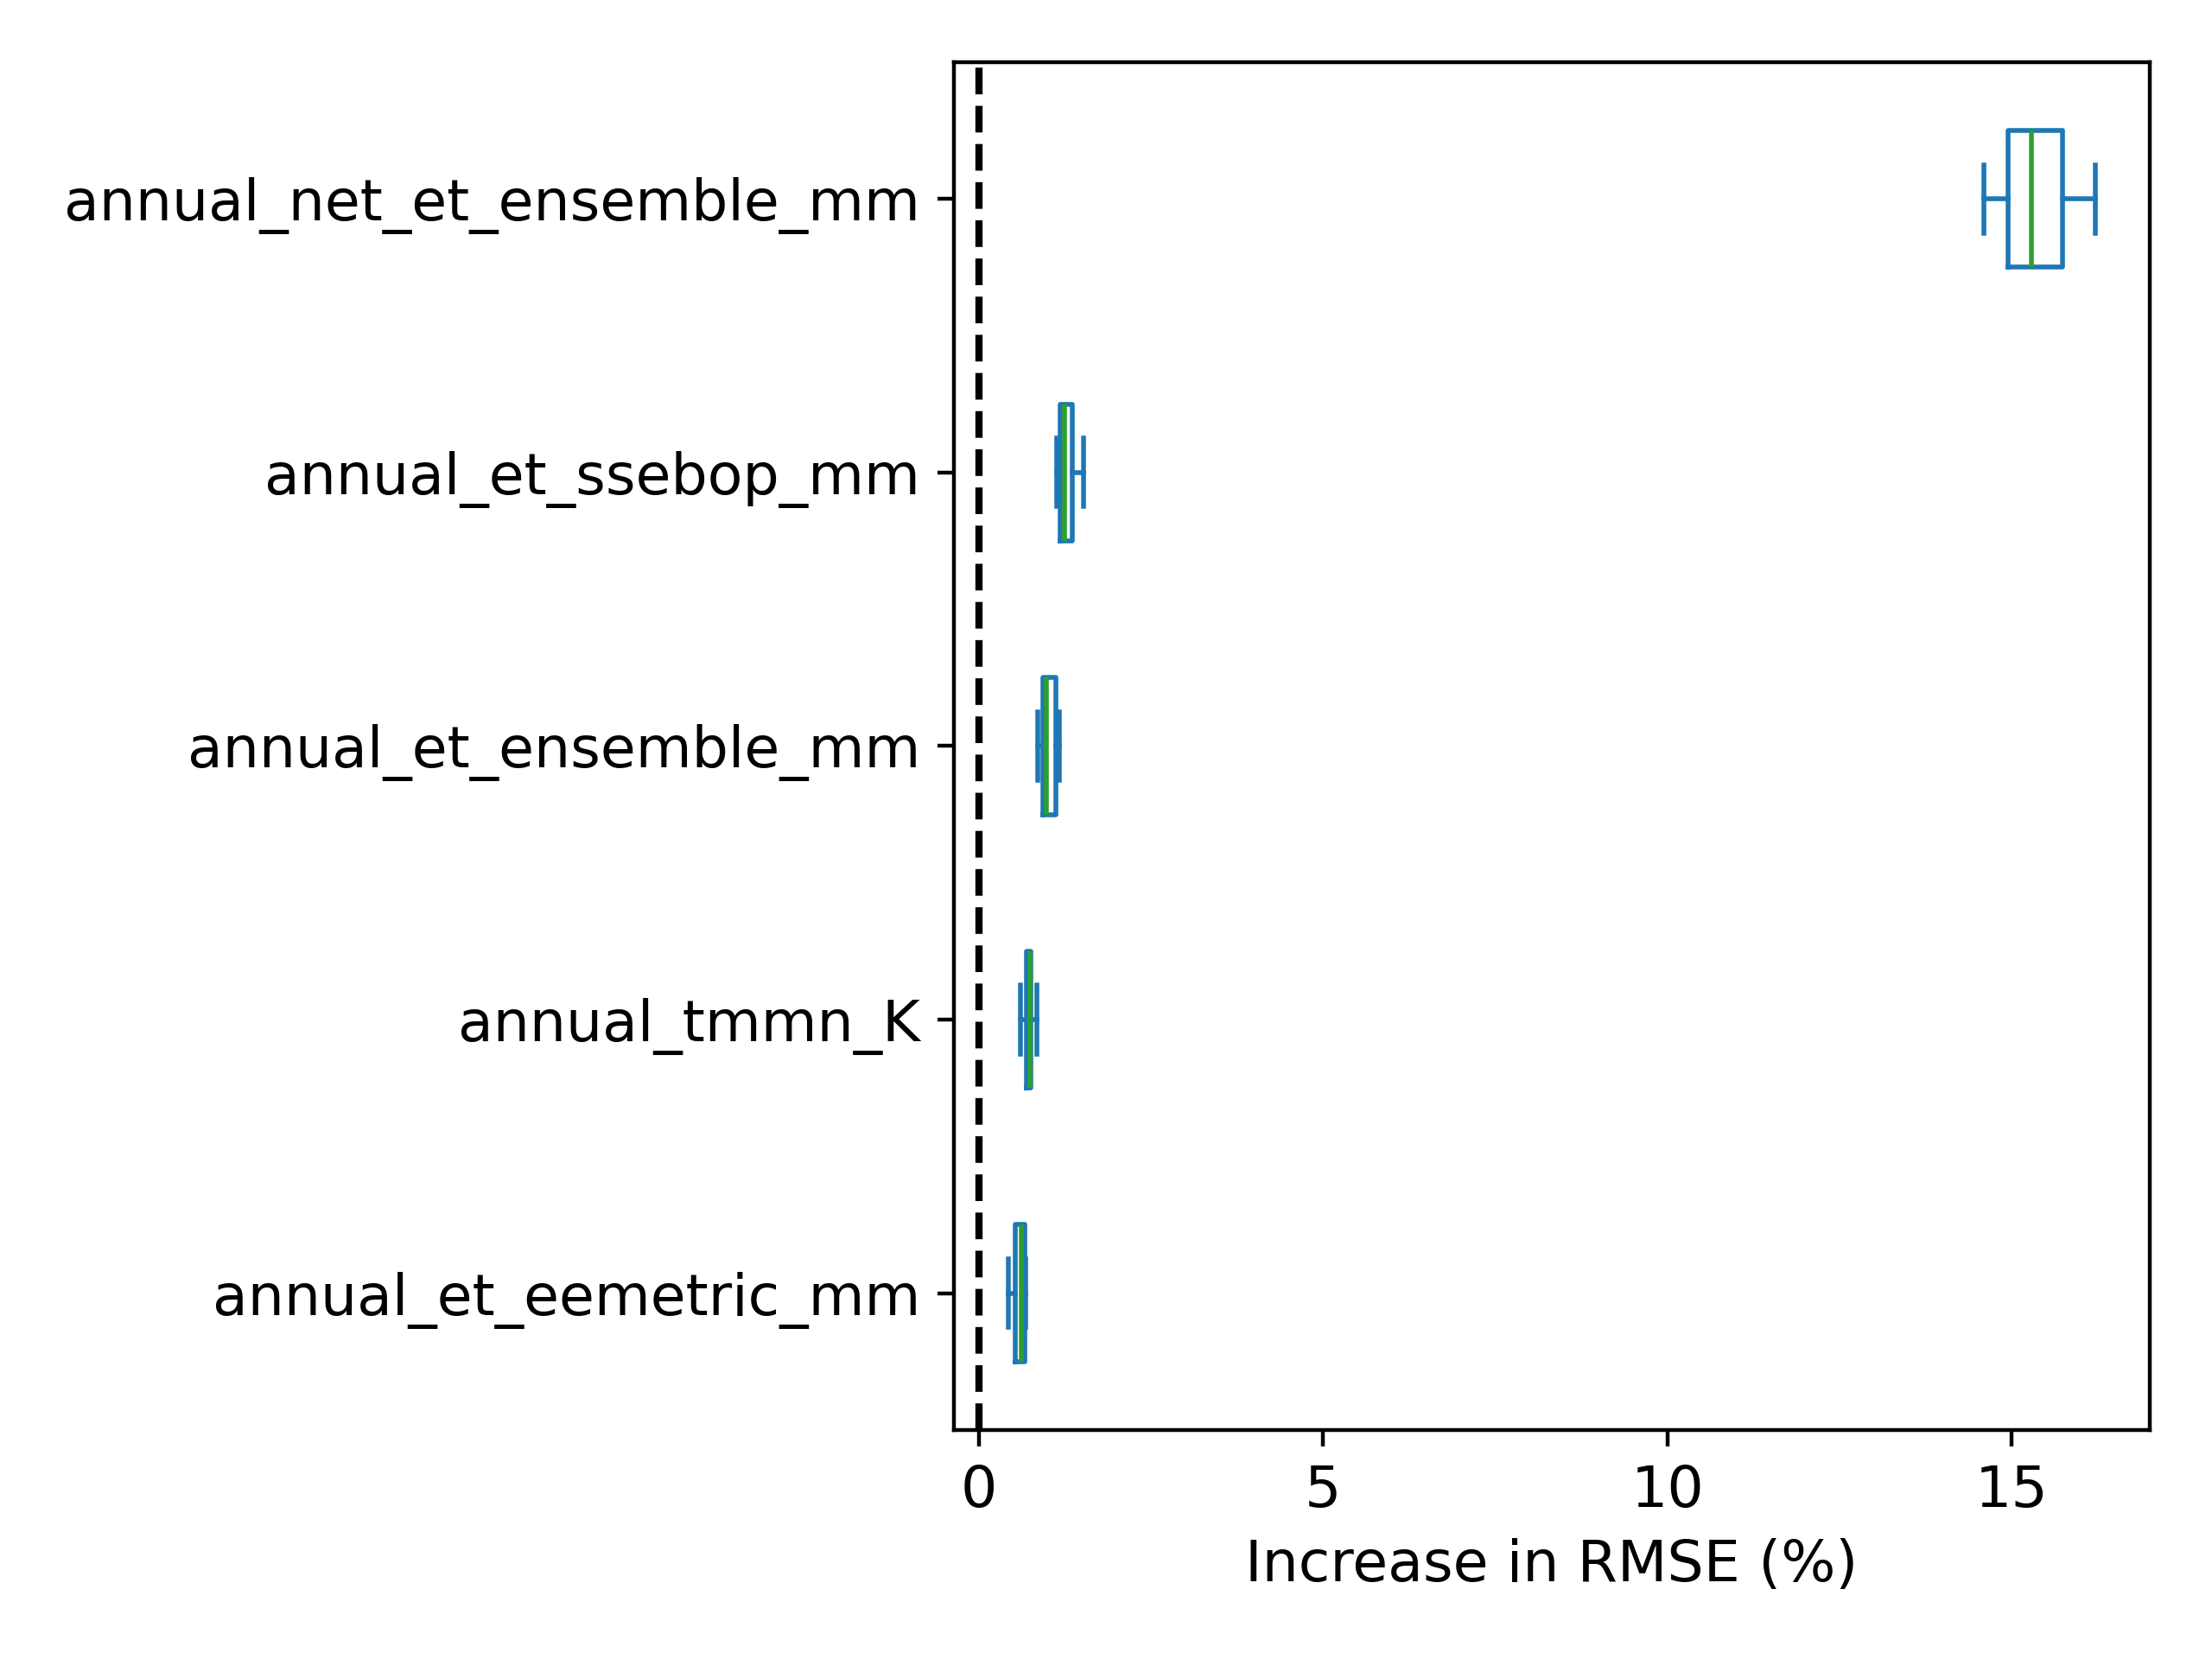 annual_net_et_ensemble_mm
annual_et_ssebop_mm
annual_et_ensemble_mm
annual_tmmn_K
annual_et_eemetric_mm
0 5 10 15
Increase in RMSE (%)